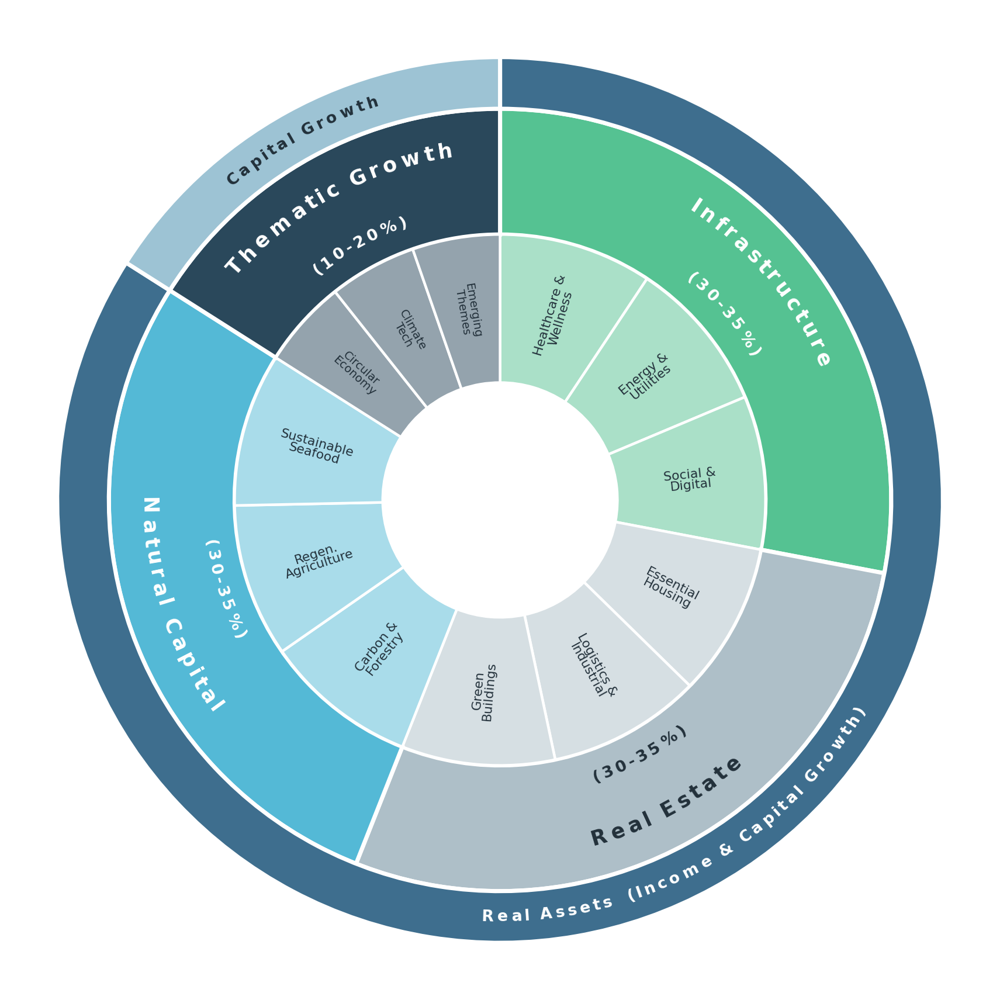 Capital Growth
Thematic Growth
(10-20%)
Infrastructure
(30-35%)
Emerging
Themes
Climate
Tech
Circular
Economy
Healthcare &
Wellness
Energy &
Utilities
Social &
Digital
Sustainable
Seafood
Regen.
Agriculture
Carbon &
Forestry
Natural Capital
(30-35%)
Essential
Housing
Logistics &
Industrial
Green
Buildings
(30-35%)
Real Estate
Real Assets (Income & Capital Growth)